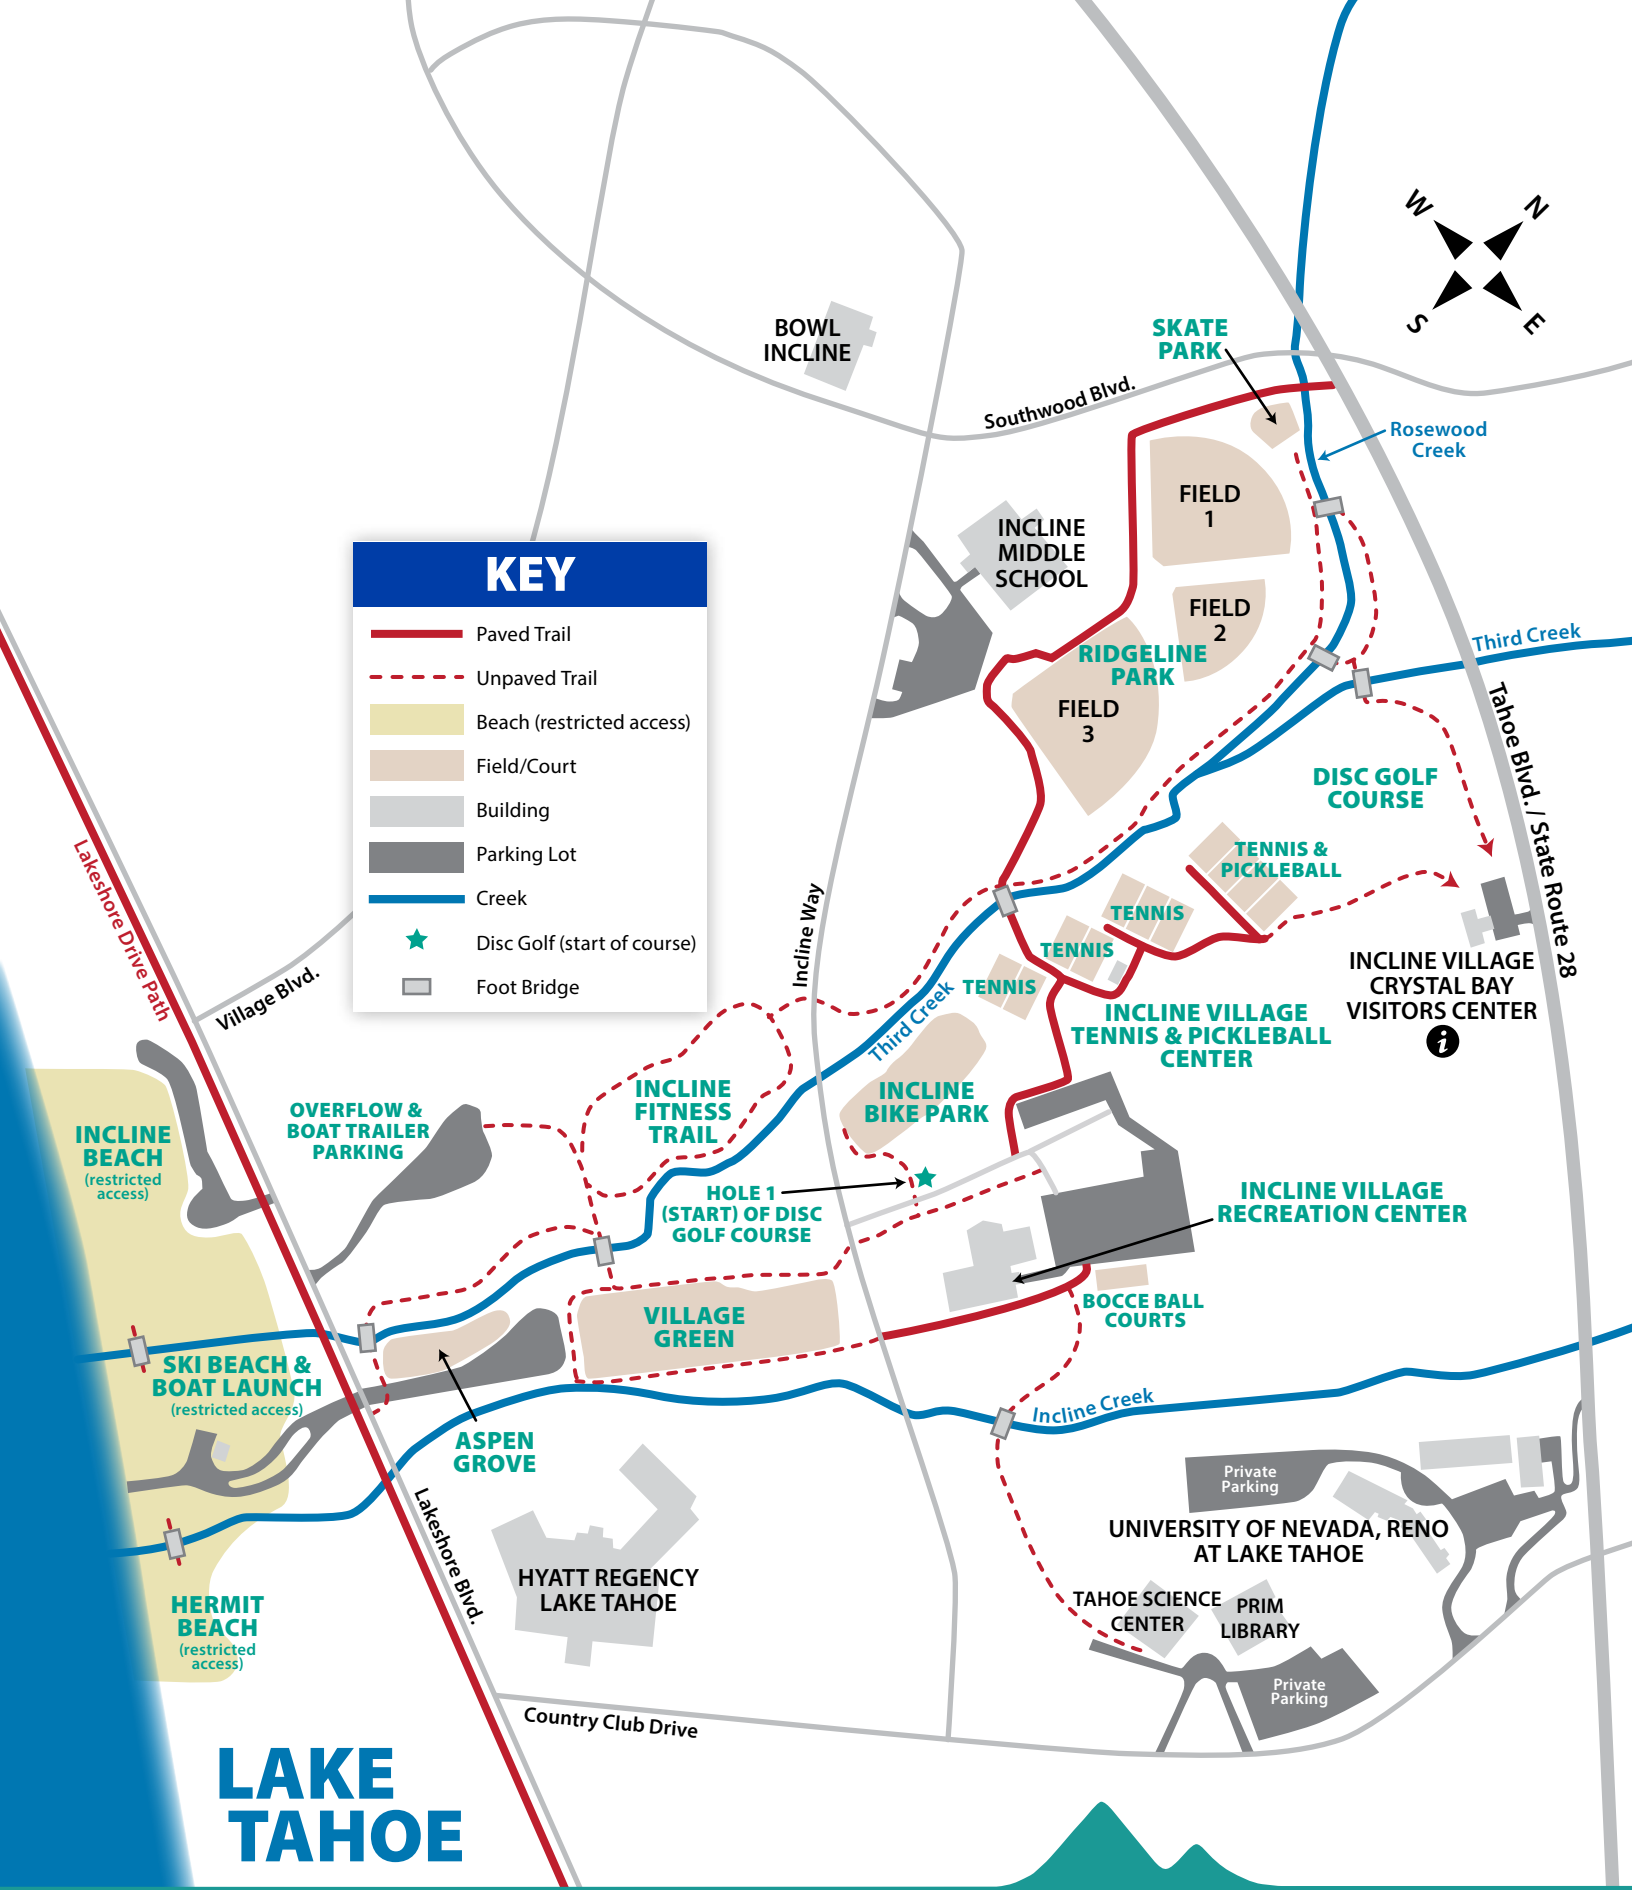 W
N
S
E
BOWL
INCLINE
SKATE
PARK
Southwood Blvd.
Rosewood
Creek
FIELD
1
INCLINE
MIDDLE
SCHOOL
FIELD
2
RIDGELINE
PARK
FIELD
3
Third Creek
Tahoe Blvd. / State Route 28
KEY
Paved Trail
Unpaved Trail
Beach (restricted access)
Field/Court
Building
Parking Lot
Creek
Disc Golf (start of course)
Foot Bridge
DISC GOLF
COURSE
TENNIS &
PICKLEBALL
TENNIS
TENNIS
TENNIS
Lakeshore Drive Path
Incline Way
Village Blvd.
Third Creek
INCLINE VILLAGE
CRYSTAL BAY
VISITORS CENTER
i
INCLINE VILLAGE
TENNIS & PICKLEBALL
CENTER
INCLINE
BIKE PARK
INCLINE
FITNESS
TRAIL
OVERFLOW &
BOAT TRAILER
PARKING
INCLINE
BEACH
(restricted
access)
HOLE 1
(START) OF DISC
GOLF COURSE
INCLINE VILLAGE
RECREATION CENTER
BOCCE BALL
COURTS
VILLAGE
GREEN
SKI BEACH &
BOAT LAUNCH
(restricted access)
ASPEN
GROVE
Incline Creek
Lakeshore Blvd.
Private
Parking
UNIVERSITY OF NEVADA, RENO
AT LAKE TAHOE
HYATT REGENCY
LAKE TAHOE
TAHOE SCIENCE
CENTER
PRIM
LIBRARY
HERMIT
BEACH
(restricted
access)
Private
Parking
Country Club Drive
LAKE
TAHOE